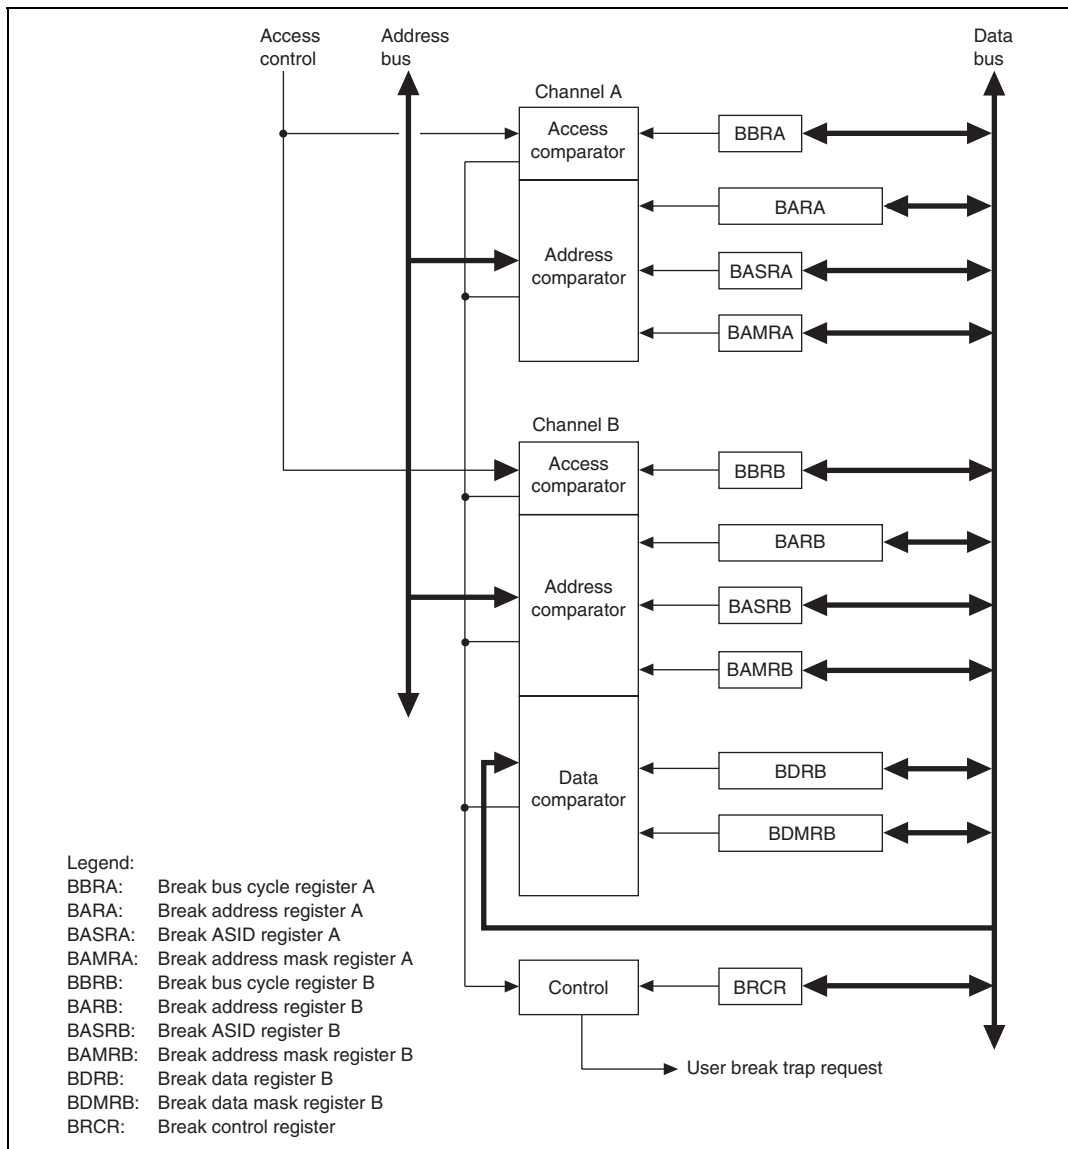 Access
control
Address
bus
Data
bus
Channel A
Access
comparator
BBRA
BARA
Address
comparator
BASRA
BAMRA
Channel B
Access
comparator
BBRB
BARB
Address
comparator
BASRB
BAMRB
Data
comparator
BDRB
BDMRB
Control
BRCR
User break trap request
Legend:
BBRA: Break bus cycle register A
BARA: Break address register A
BASRA: Break ASID register A
BAMRA: Break address mask register A
BBRB: Break bus cycle register B
BARB: Break address register B
BASRB: Break ASID register B
BAMRB: Break address mask register B
BDRB: Break data register B
BDMRB: Break data mask register B
BRCR: Break control register